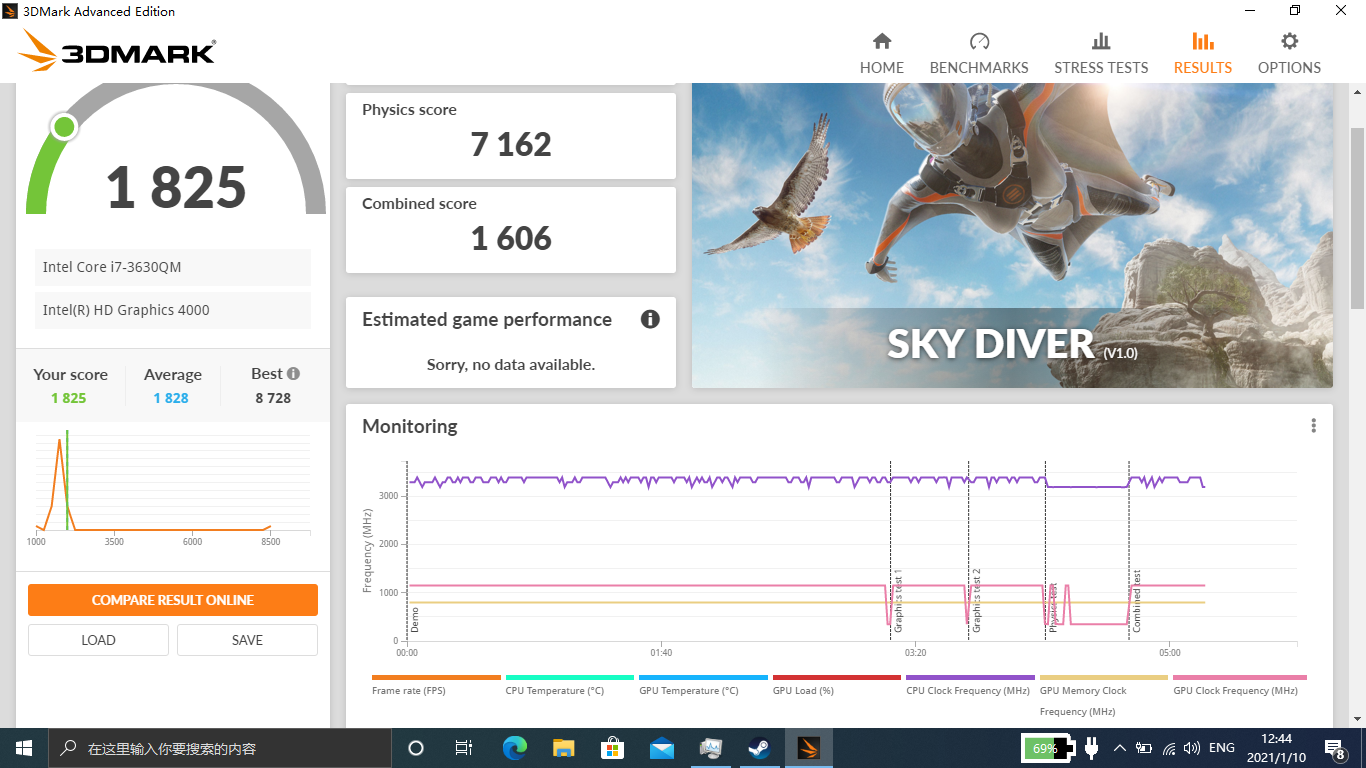 3DMark Advanced Edition
3DMARK®
HOME
BENCHMARKS
STRESS TESTS
RESULTS
OPTIONS
1 825
Intel Core i7-3630QM
Intel(R) HD Graphics 4000
Your score
Average
Best
1 825
1 828
8 728
1000
3500
6000
8500
COMPARE RESULT ONLINE
LOAD
SAVE
Physics score
7 162
Combined score
1 606
Estimated game performance
Sorry, no data available.
SKY DIVER (V1.0)
Monitoring
Frequency (MHz)
3000
2000
1000
0
Demo
Graphics test 1
Graphics test 2
Physics test
Combined test
00:00
01:40
03:20
05:00
Frame rate (FPS)
CPU Temperature (°C)
GPU Temperature (°C)
GPU Load (%)
CPU Clock Frequency (MHz)
GPU Memory Clock
Frequency (MHz)
GPU Clock Frequency (MHz)
在这里输入你要搜索的内容
69%
ENG
12:44
2021/1/10
8